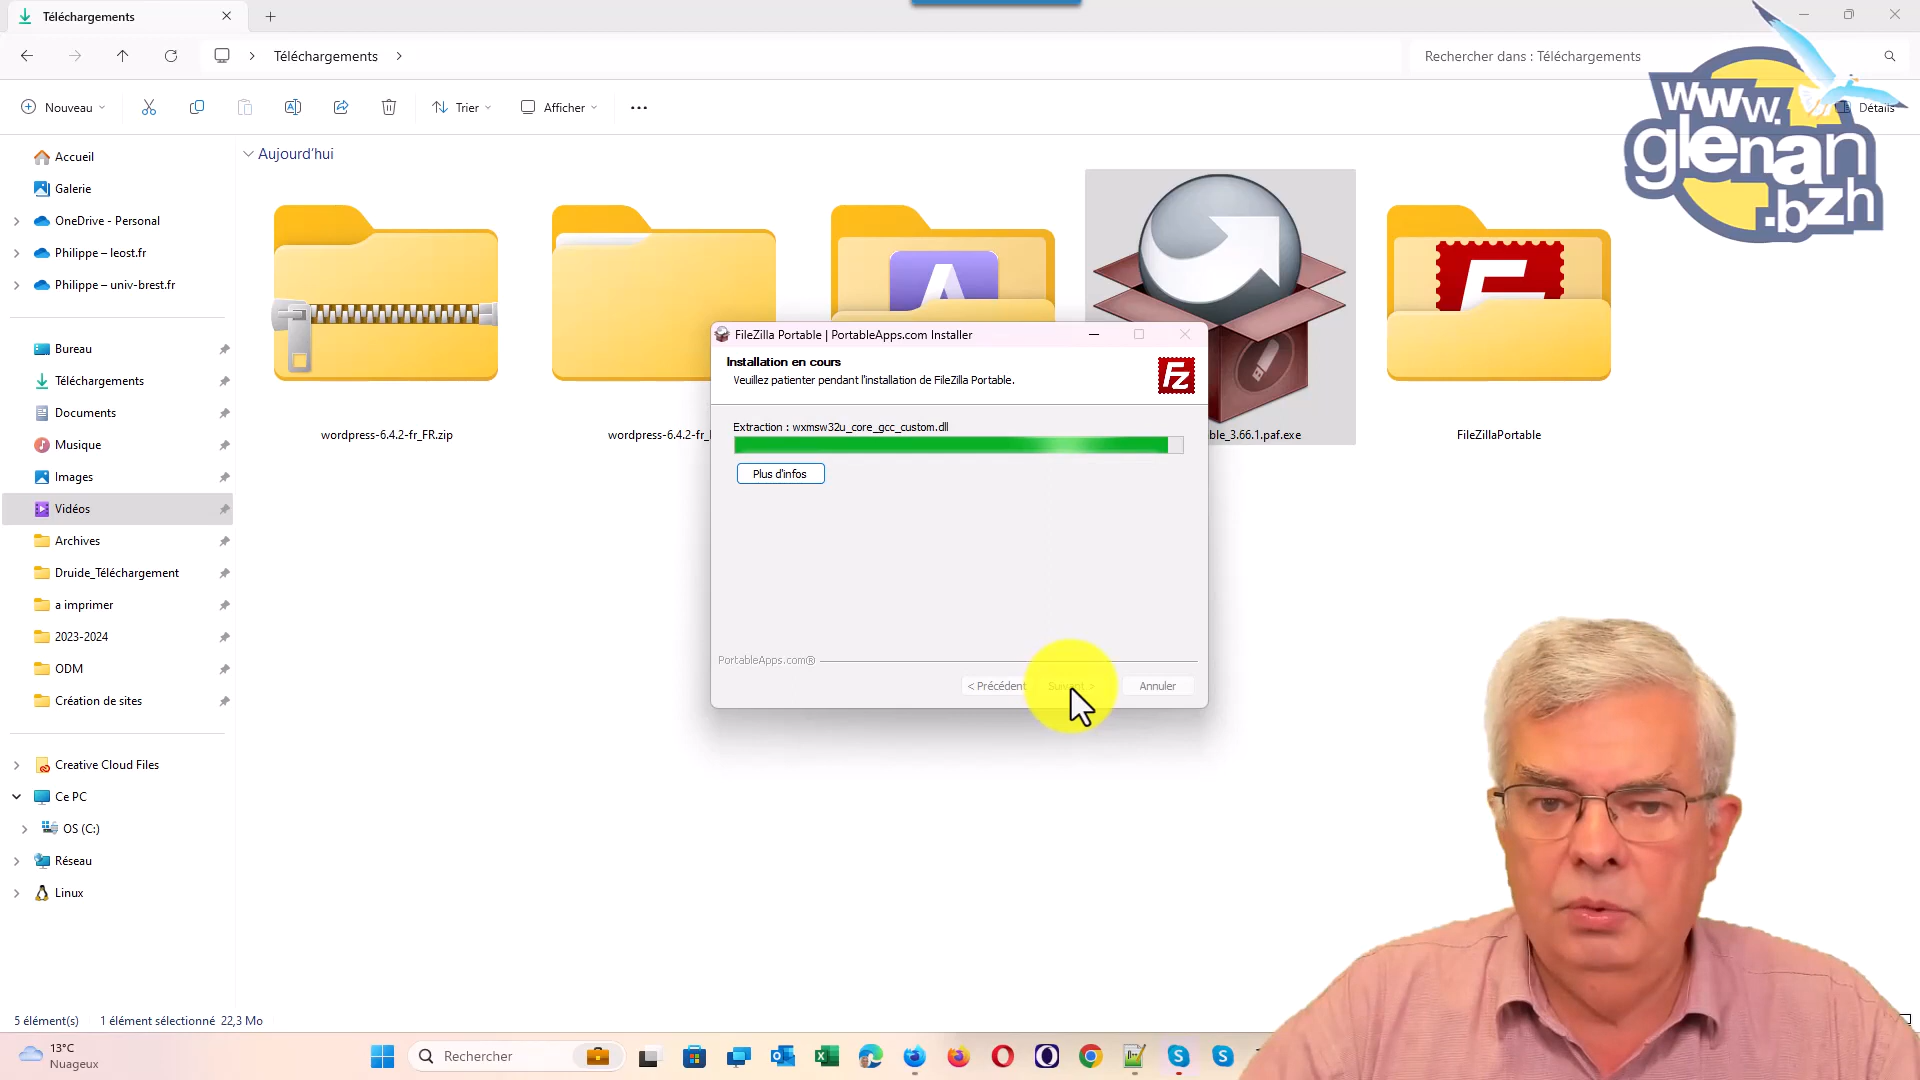 Téléchargements
Téléchargements
Rechercher dans : Téléchargements
Nouveau
Trier
Afficher
Détails
www.
glenan
.bzh
Accueil
Galerie
OneDrive - Personal
Philippe – leost.fr
Philippe – univ-brest.fr
Bureau
Téléchargements
Documents
Musique
Images
Vidéos
Archives
Druide_Téléchargement
a imprimer
2023-2024
ODM
Création de sites
Creative Cloud Files
Ce PC
OS (C:)
Réseau
Linux
Aujourd'hui
wordpress-6.4.2-fr_FR.zip
wordpress-6.4.2-fr_
ble_3.66.1.paf.exe
FileZillaPortable
FileZilla Portable | PortableApps.com Installer
Installation en cours
Veuillez patienter pendant l'installation de FileZilla Portable.
Fz
Extraction : wxmsw32u_core_gcc_custom.dll
Plus d'infos
PortableApps.com®
< Précédent
Suivant >
Annuler
5 élément(s)
1 élément sélectionné 22,3 Mo
13°C
Nuageux
Rechercher